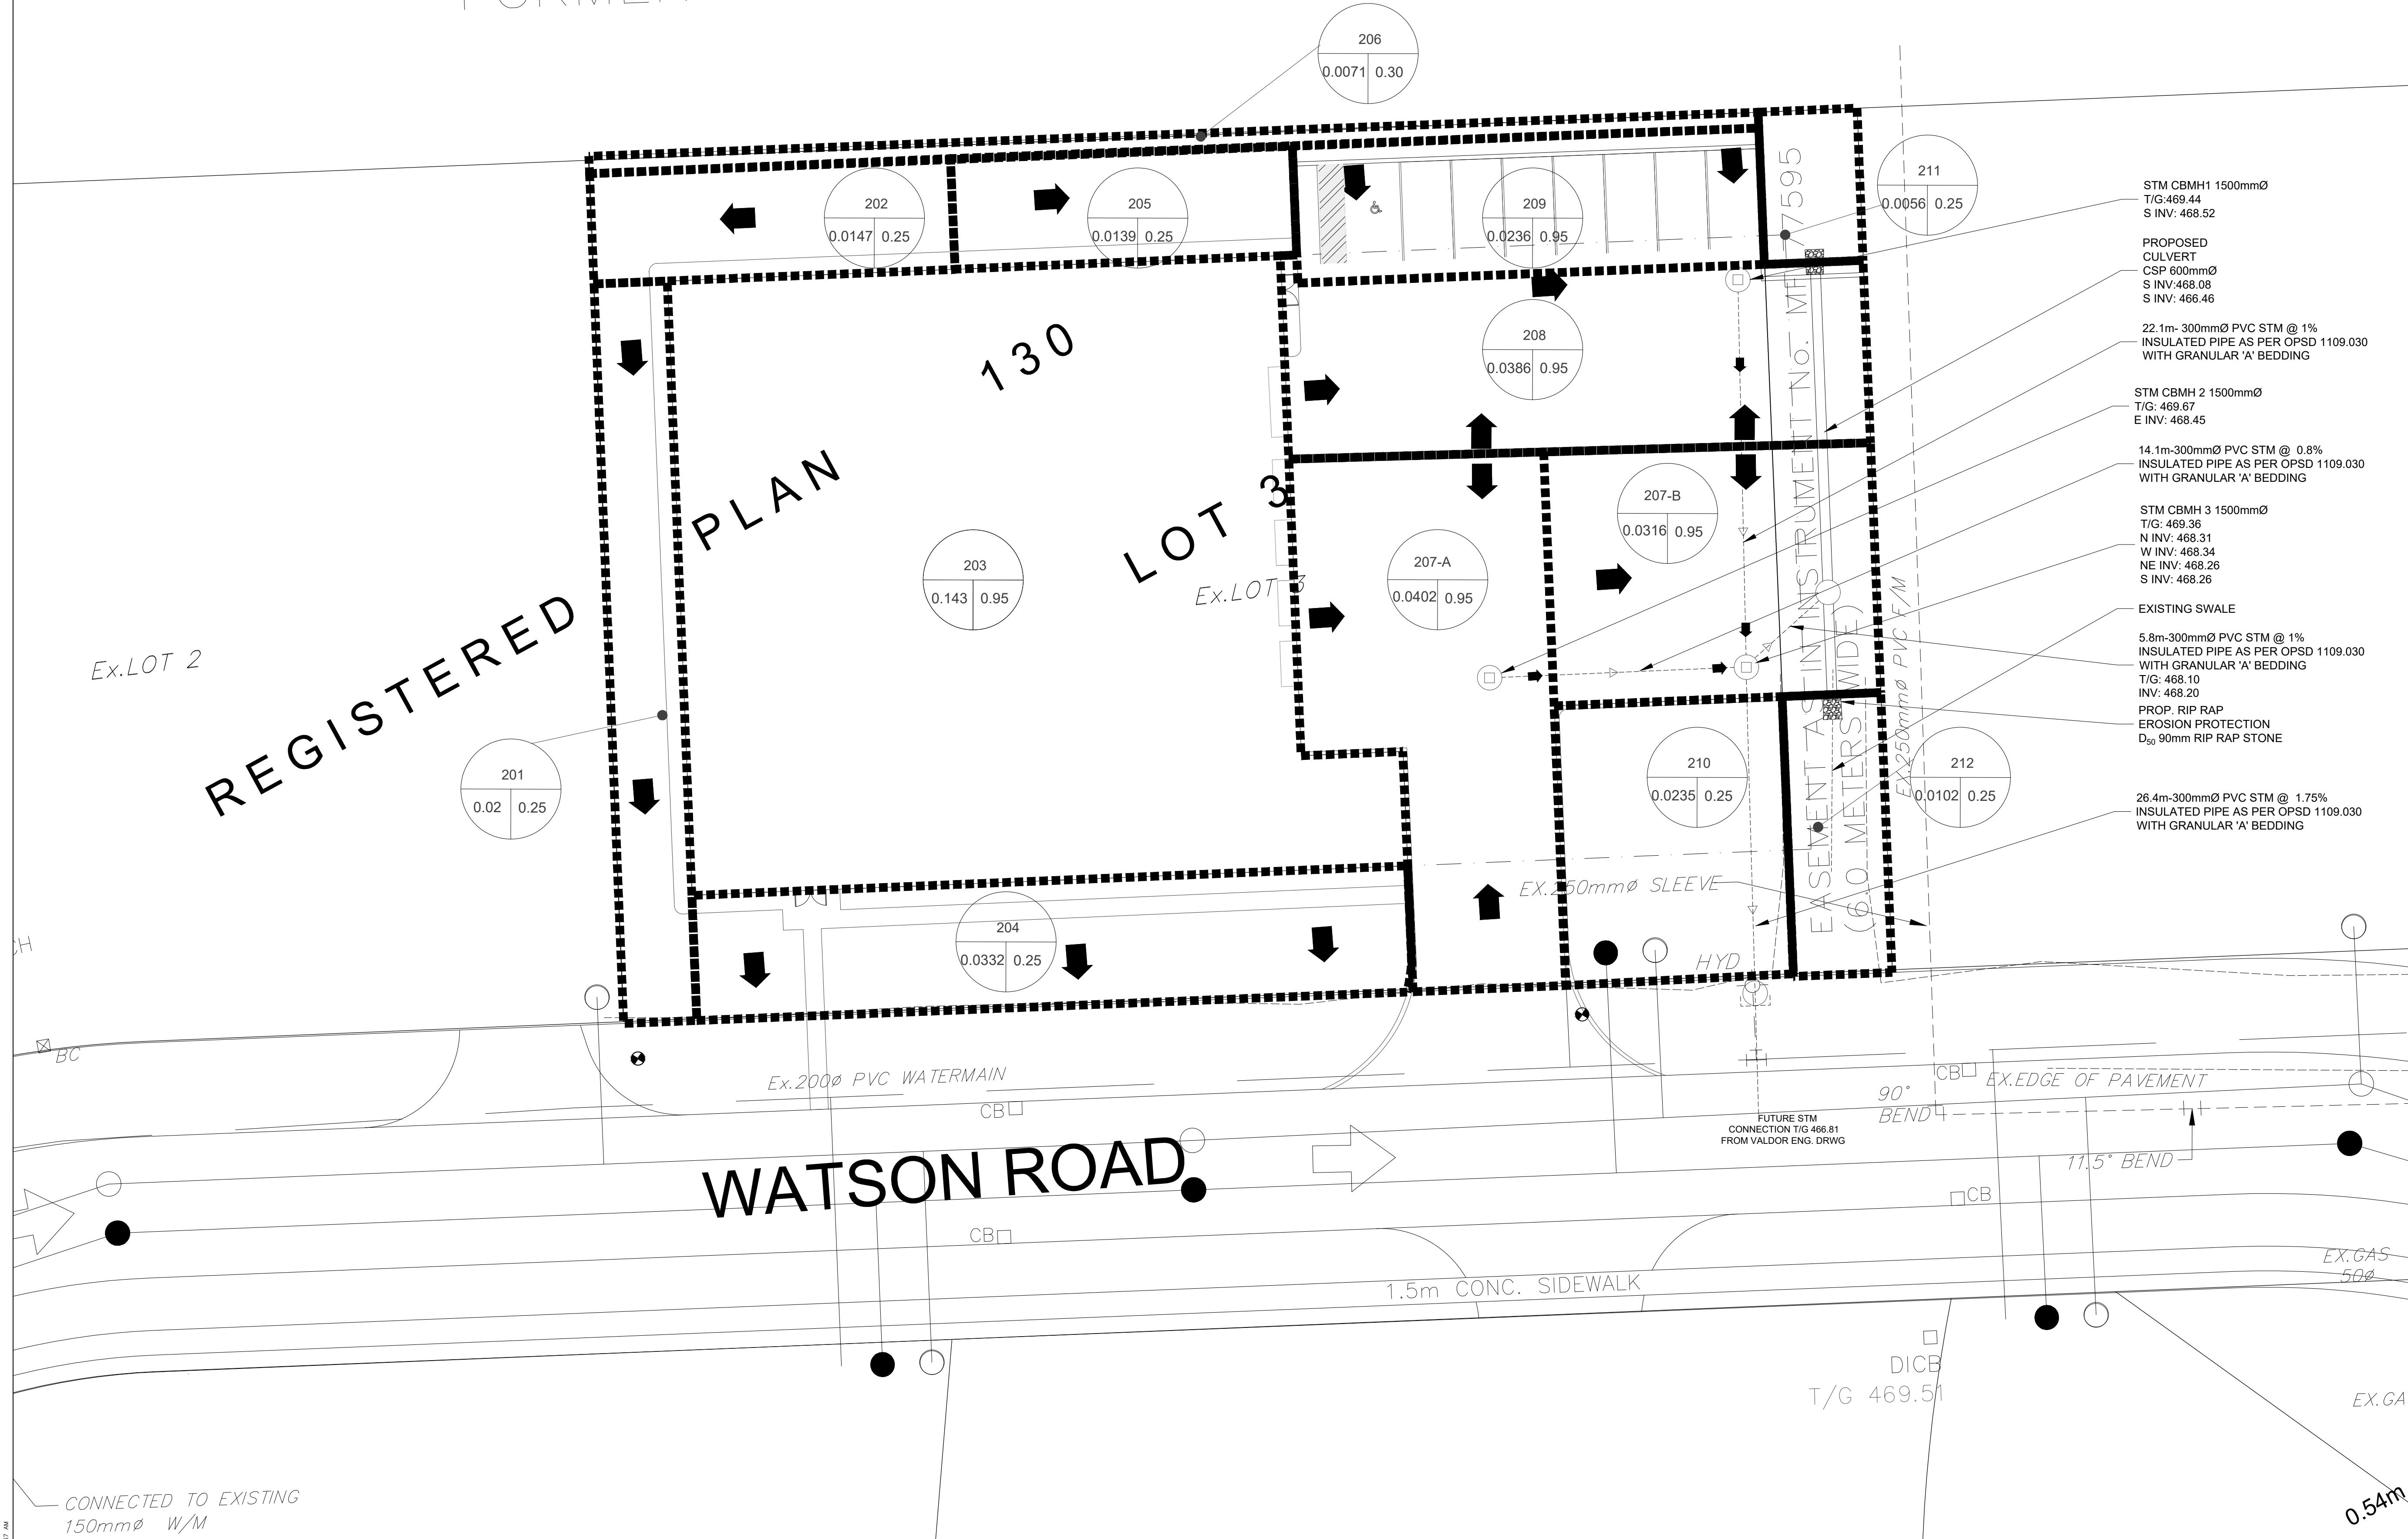 206
0.0071 0.30
202
0.0147 0.25
205
0.0139 0.25
209
0.0236 0.95
211
0.0056 0.25
208
0.0386 0.95
207-B
0.0316 0.95
207-A
0.0402 0.95
203
0.143 0.95
201
0.02 0.25
204
0.0332 0.25
210
0.0235 0.25
212
0.0102 0.25
REGISTERED PLAN 130
LOT 3
Ex.LOT 3
Ex.LOT 2
EASEMENT AS IN INSTRUMENT No. MF 7595
(6.0 METERS WIDE)
EX.250mmø PVC F/M
EX.250mmø SLEEVE
HYD
STM CBMH1 1500mmØ
T/G:469.44
S INV: 468.52
PROPOSED
CULVERT
CSP 600mmØ
S INV:468.08
S INV: 466.46
22.1m- 300mmØ PVC STM @ 1%
INSULATED PIPE AS PER OPSD 1109.030
WITH GRANULAR 'A' BEDDING
STM CBMH 2 1500mmØ
T/G: 469.67
E INV: 468.45
14.1m-300mmØ PVC STM @ 0.8%
INSULATED PIPE AS PER OPSD 1109.030
WITH GRANULAR 'A' BEDDING
STM CBMH 3 1500mmØ
T/G: 469.36
N INV: 468.31
W INV: 468.34
NE INV: 468.26
S INV: 468.26
EXISTING SWALE
5.8m-300mmØ PVC STM @ 1%
INSULATED PIPE AS PER OPSD 1109.030
WITH GRANULAR 'A' BEDDING
T/G: 468.10
INV: 468.20
PROP. RIP RAP
EROSION PROTECTION
D50 90mm RIP RAP STONE
26.4m-300mmØ PVC STM @ 1.75%
INSULATED PIPE AS PER OPSD 1109.030
WITH GRANULAR 'A' BEDDING
CH
BC
Ex.200ø PVC WATERMAIN
CB
WATSON ROAD
CB
FUTURE STM
CONNECTION T/G 466.81
FROM VALDOR ENG. DRWG
90°
BEND
CB
EX.EDGE OF PAVEMENT
11.5° BEND
CB
1.5m CONC. SIDEWALK
EX.GAS
50ø
DICB
T/G 469.51
EX.GA
0.54m
CONNECTED TO EXISTING
150mmø W/M